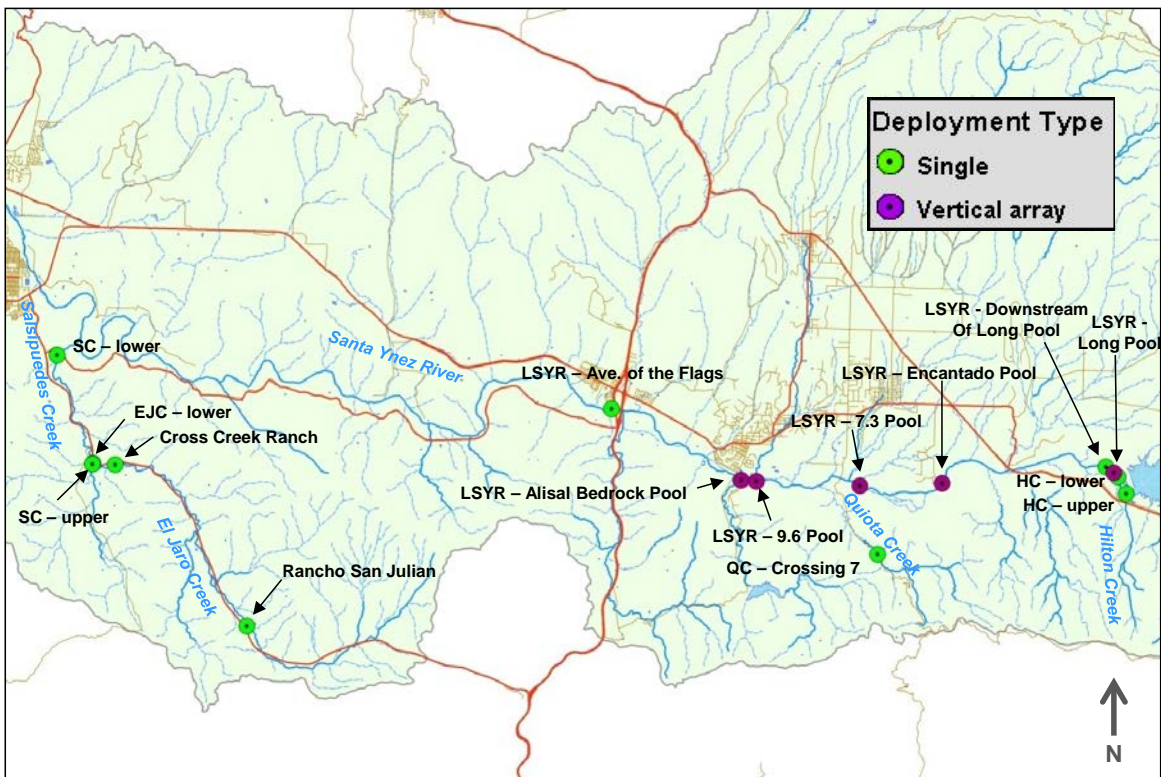 Deployment Type
Single
Vertical array
LSYR - Downstream
Of Long Pool
LSYR -
Long Pool
Salsipuedes Creek
SC – lower
Santa Ynez River
LSYR – Ave. of the Flags
LSYR – Encantado Pool
EJC – lower
LSYR – 7.3 Pool
Cross Creek Ranch
HC – lower
LSYR – Alisal Bedrock Pool
HC – upper
SC – upper
Quiota Creek
El Jaro Creek
LSYR – 9.6 Pool
Hilton Creek
QC – Crossing 7
Rancho San Julian
N